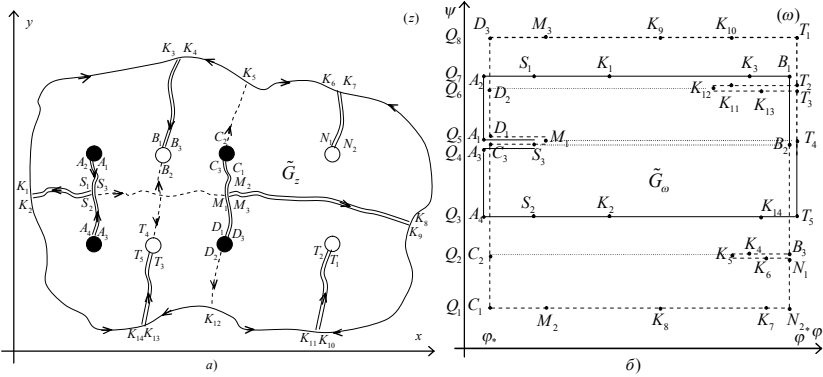 y
(z)
K₃ K₄
K₅
K₆ K₇
B₁ B₃
B₂
C₂
C₃ C₁
N₁ N₂
A₂ A₁
G̃_z
K₁
K₂
S₁ S₃
S₂
M₂
M₁ M₃
K₈
K₉
A₄ A₃
T₄
T₅ T₃
D₁ D₃
D₂
T₂ T₁
K₁₂
K₁₄ K₁₃
K₁₁ K₁₀
x
а)
ψ
(ω)
Q₈ D₃ M₃ K₉ K₁₀ T₁
Q₇ A₂ S₁ K₁ K₃ B₁
Q₆ D₂ K₁₂ K₁₁ K₁₃ T₂ T₃
Q₅ A₁ D₁ M₁ T₄
Q₄ A₃ C₃ S₃ B₂
G̃_ω
Q₃ A₄ S₂ K₂ K₁₄ T₅
Q₂ C₂ K₅ K₄ K₆ B₃ N₁
Q₁ C₁ M₂ K₈ K₇ N₂
φ* φ* φ
б)